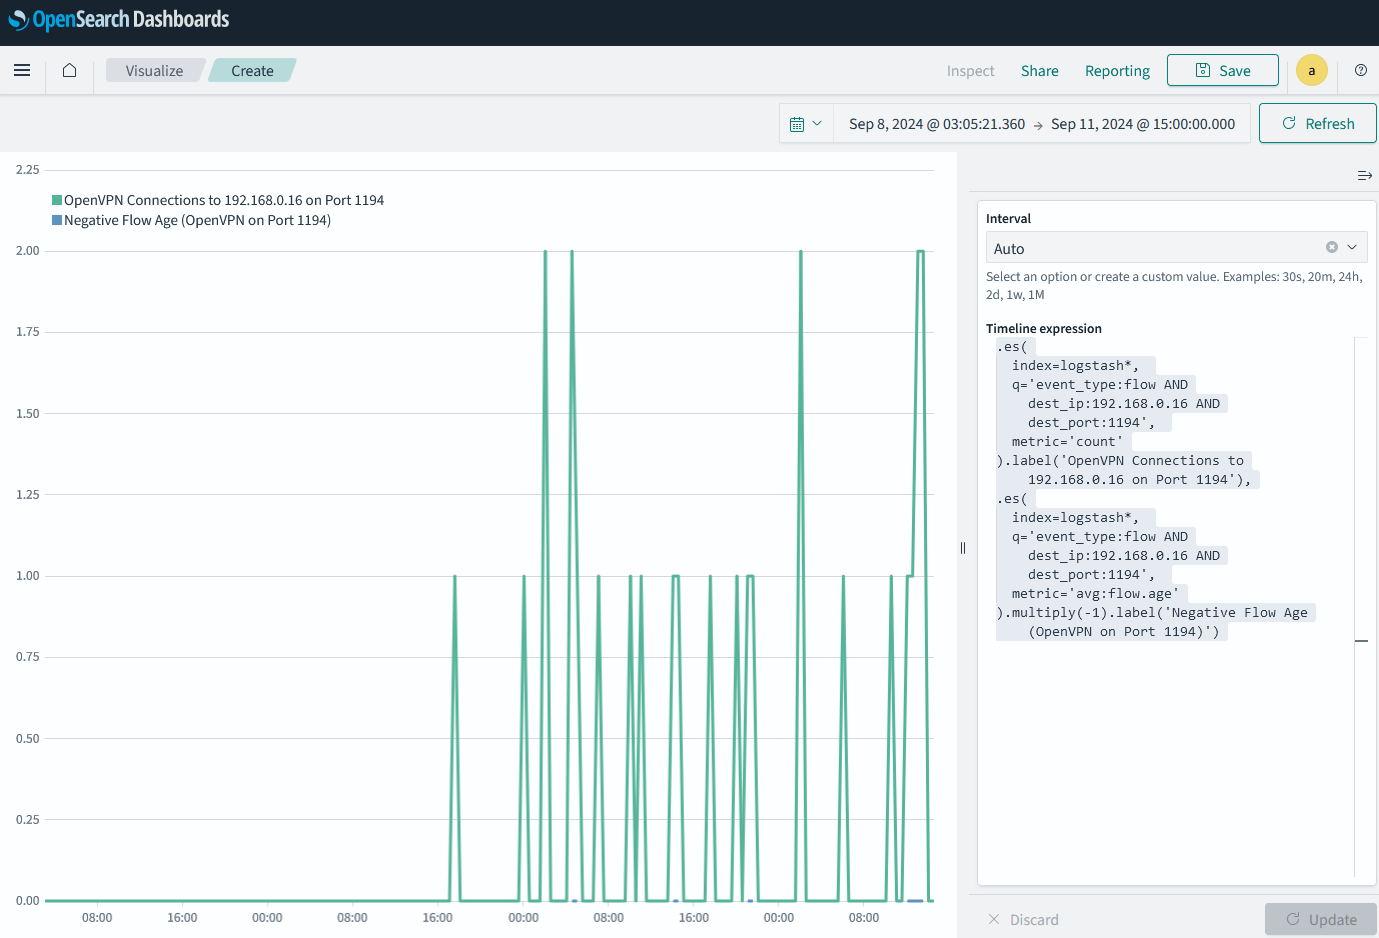 OpenSearch Dashboards
Visualize
Create
Inspect
Share
Reporting
Save
a
Sep 8, 2024 @ 03:05:21.360 → Sep 11, 2024 @ 15:00:00.000
Refresh
2.25
OpenVPN Connections to 192.168.0.16 on Port 1194
Negative Flow Age (OpenVPN on Port 1194)
2.00
1.75
1.50
1.25
1.00
0.75
0.50
0.25
0.00
08:00
16:00
00:00
08:00
16:00
00:00
08:00
16:00
00:00
08:00
Interval
Auto
Select an option or create a custom value. Examples: 30s, 20m, 24h,
2d, 1w, 1M
Timeline expression
.es(
index=logstash*,
q='event_type:flow AND
dest_ip:192.168.0.16 AND
dest_port:1194',
metric='count'
).label('OpenVPN Connections to
192.168.0.16 on Port 1194'),
.es(
index=logstash*,
q='event_type:flow AND
dest_ip:192.168.0.16 AND
dest_port:1194',
metric='avg:flow.age'
).multiply(-1).label('Negative Flow Age
(OpenVPN on Port 1194)')
Discard
Update